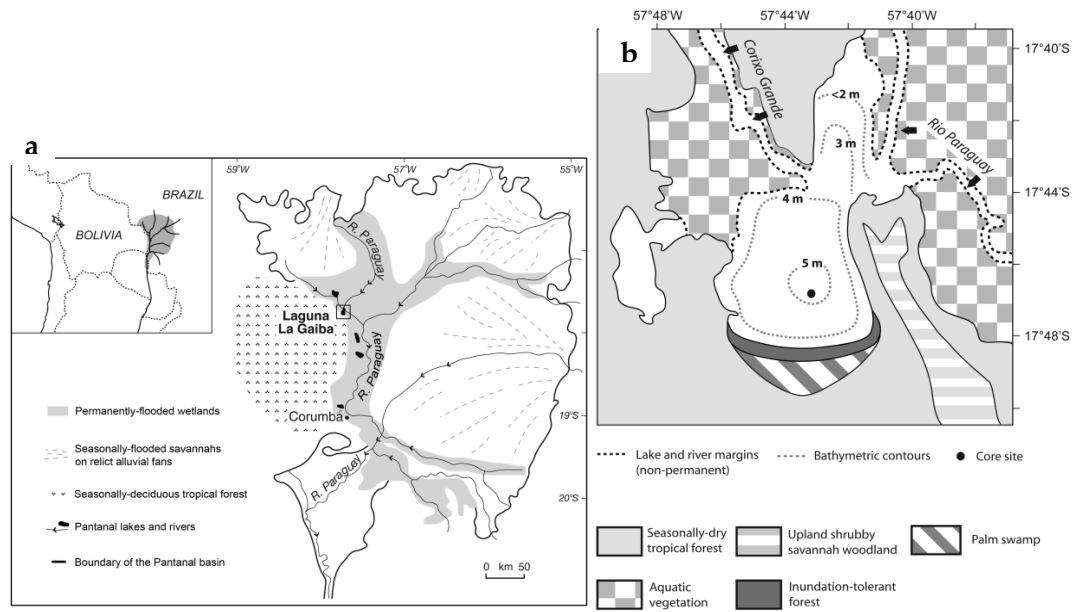 a
BRAZIL
BOLIVIA
59°W
57°W
55°W
R. Paraguay
Laguna
La Gaiba
R. Paraguay
Corumbá
19°S
R. Paraguay
20°S
0 km 50
Permanently-flooded wetlands
Seasonally-flooded savannahs
on relict alluvial fans
Seasonally-deciduous tropical forest
Pantanal lakes and rivers
Boundary of the Pantanal basin
b
57°48'W
57°44'W
57°40'W
17°40'S
Corixo Grande
<2 m
3 m
Rio Paraguay
4 m
17°44'S
5 m
17°48'S
Lake and river margins
(non-permanent)
Bathymetric contours
Core site
Seasonally-dry
tropical forest
Upland shrubby
savannah woodland
Palm swamp
Aquatic
vegetation
Inundation-tolerant
forest